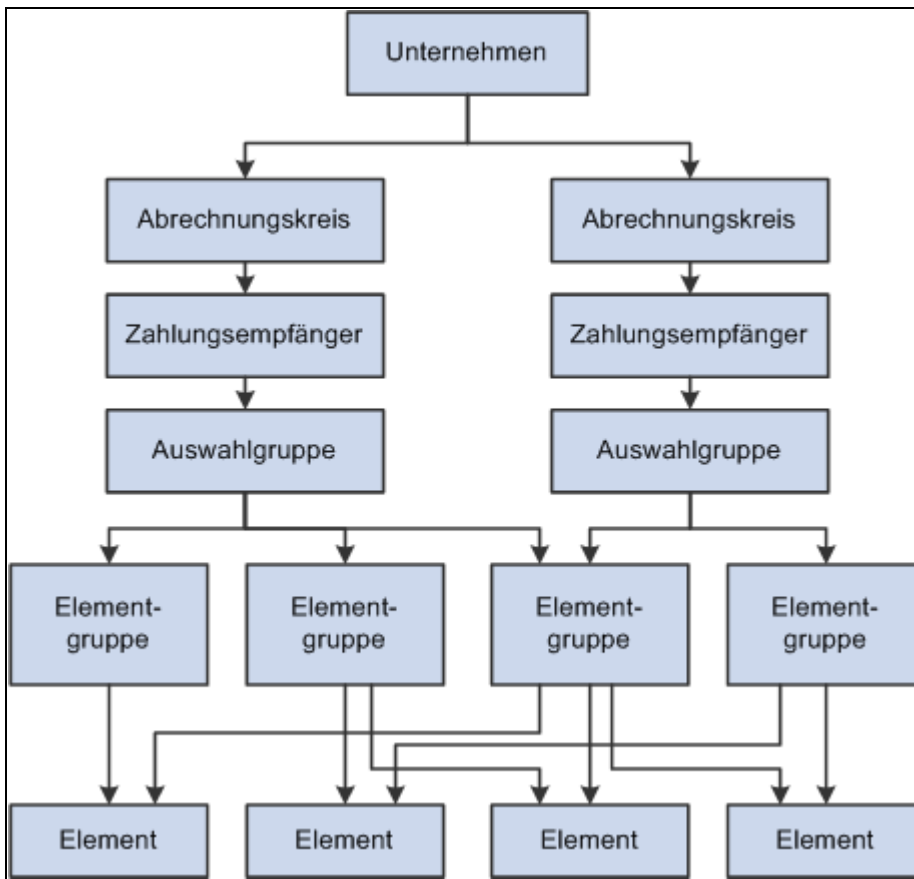 Unternehmen
Abrechnungskreis
Abrechnungskreis
Zahlungsempfänger
Zahlungsempfänger
Auswahlgruppe
Auswahlgruppe
Element-
gruppe
Element-
gruppe
Element-
gruppe
Element-
gruppe
Element
Element
Element
Element